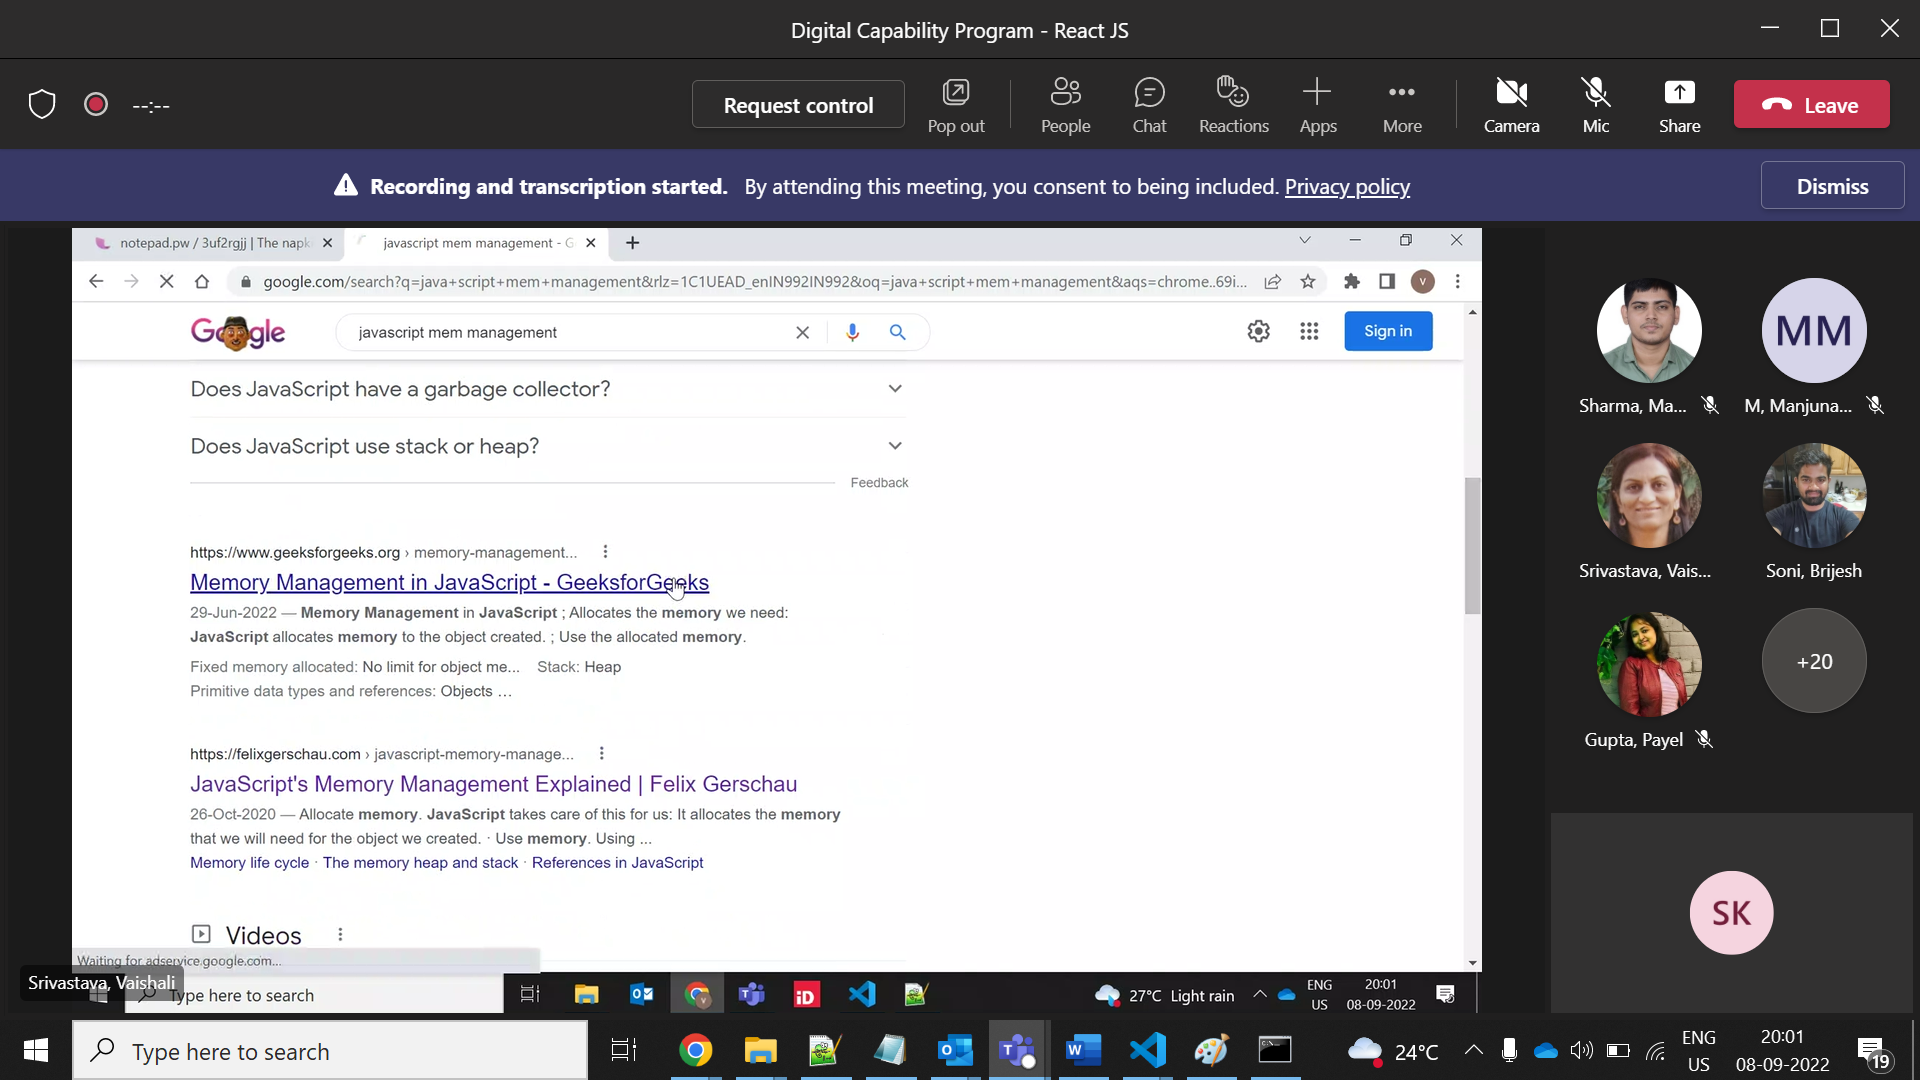 Digital Capability Program - React JS
--:--
Request control
Pop out
People
Chat
Reactions
Apps
More
Camera
Mic
Share
Leave
Recording and transcription started. By attending this meeting, you consent to being included. Privacy policy
Dismiss
notepad.pw / 3uf2rgjj | The napk
javascript mem management - G
google.com/search?q=java+script+mem+management&rlz=1C1UEAD_enIN992IN992&oq=java+script+mem+management&aqs=chrome..69i...
V
Google
javascript mem management
Sign in
Does JavaScript have a garbage collector?
Does JavaScript use stack or heap?
Feedback
https://www.geeksforgeeks.org › memory-management...
Memory Management in JavaScript - GeeksforGeeks
29-Jun-2022 — Memory Management in JavaScript ; Allocates the memory we need:
JavaScript allocates memory to the object created. ; Use the allocated memory.
Fixed memory allocated: No limit for object me... Stack: Heap
Primitive data types and references: Objects ...
https://felixgerschau.com › javascript-memory-manage...
JavaScript's Memory Management Explained | Felix Gerschau
26-Oct-2020 — Allocate memory. JavaScript takes care of this for us: It allocates the memory
that we will need for the object we created. · Use memory. Using ...
Memory life cycle · The memory heap and stack · References in JavaScript
Videos
Waiting for adservice.google.com...
Srivastava, Vaishali
Type here to search
27°C Light rain
ENG
US
20:01
08-09-2022
Sharma, Ma...
MM
M, Manjuna...
Srivastava, Vais...
Soni, Brijesh
Gupta, Payel
+20
SK
Type here to search
24°C
ENG
US
20:01
08-09-2022
19